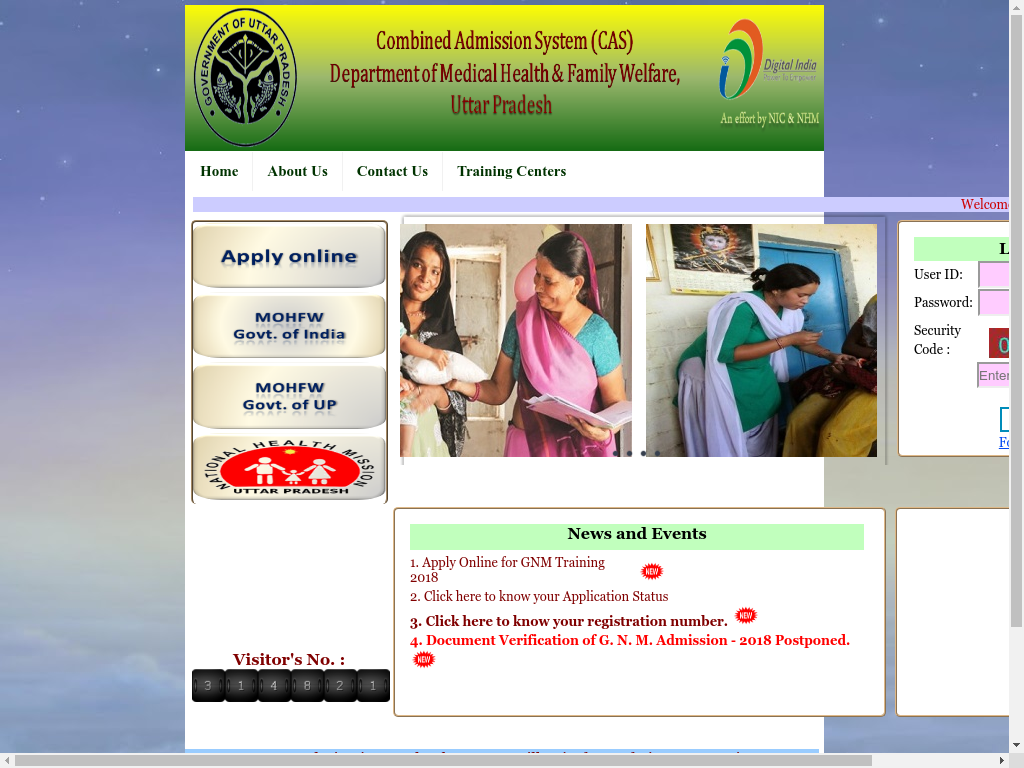 GOVERNMENT OF UTTAR PRADESH
Combined Admission System (CAS)
Department of Medical Health & Family Welfare,
Uttar Pradesh
Digital India
Power To Empower
An effort by NIC & NHM
Home
About Us
Contact Us
Training Centers
Apply online
MOHFW
Govt. of India
MOHFW
Govt. of UP
NATIONAL HEALTH MISSION
UTTAR PRADESH
User ID:
Password:
Security
Code :
Enter
News and Events
1. Apply Online for GNM Training
2018
NEW
2. Click here to know your Application Status
3. Click here to know your registration number.
NEW
4. Document Verification of G. N. M. Admission - 2018 Postponed.
NEW
Visitor's No. :
3 1 4 8 2 1